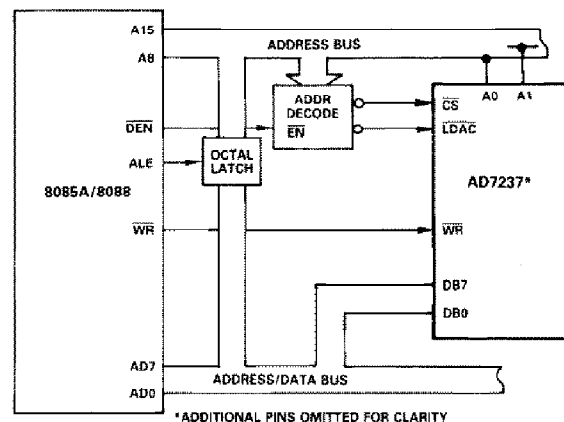 A15
A8
ADDRESS BUS
DEN
ADDR
DECODE
EN
A0 A1
CS
LDAC
ALE
OCTAL
LATCH
8085A/8088
AD7237*
WR
WR
DB7
DB0
AD7
AD0
ADDRESS/DATA BUS
*ADDITIONAL PINS OMITTED FOR CLARITY